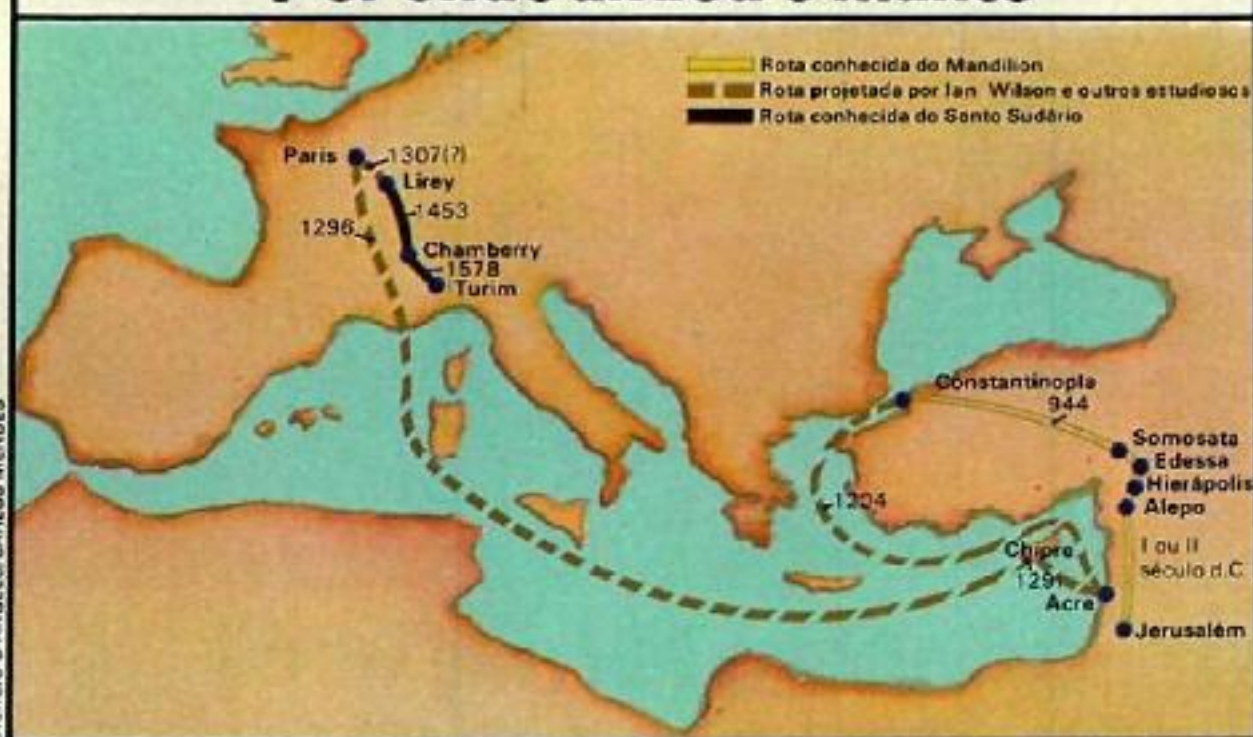 Rota conhecida do Mandilion
Rota projetada por Ian Wilson e outros estudiosos
Rota conhecida do Santo Sudário
Paris
1307(?)
Lirey
1453
1296
Chamberry
1578
Turim
Constantinopla
944
Somosata
Edessa
Hierápolis
Alepo
1204
Chipre
1291
I ou II
século d.C
Acre
Jerusalém